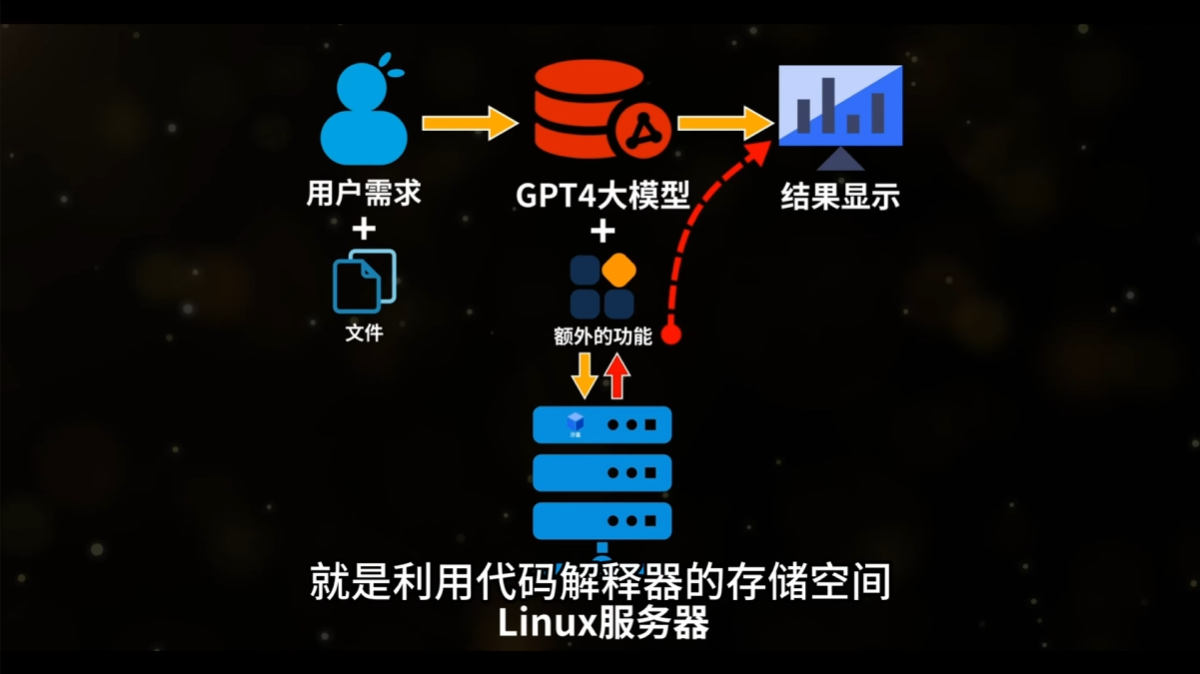 用户需求
GPT4大模型
结果显示
+
+
文件
额外的功能
沙盒
就是利用代码解释器的存储空间
Linux服务器